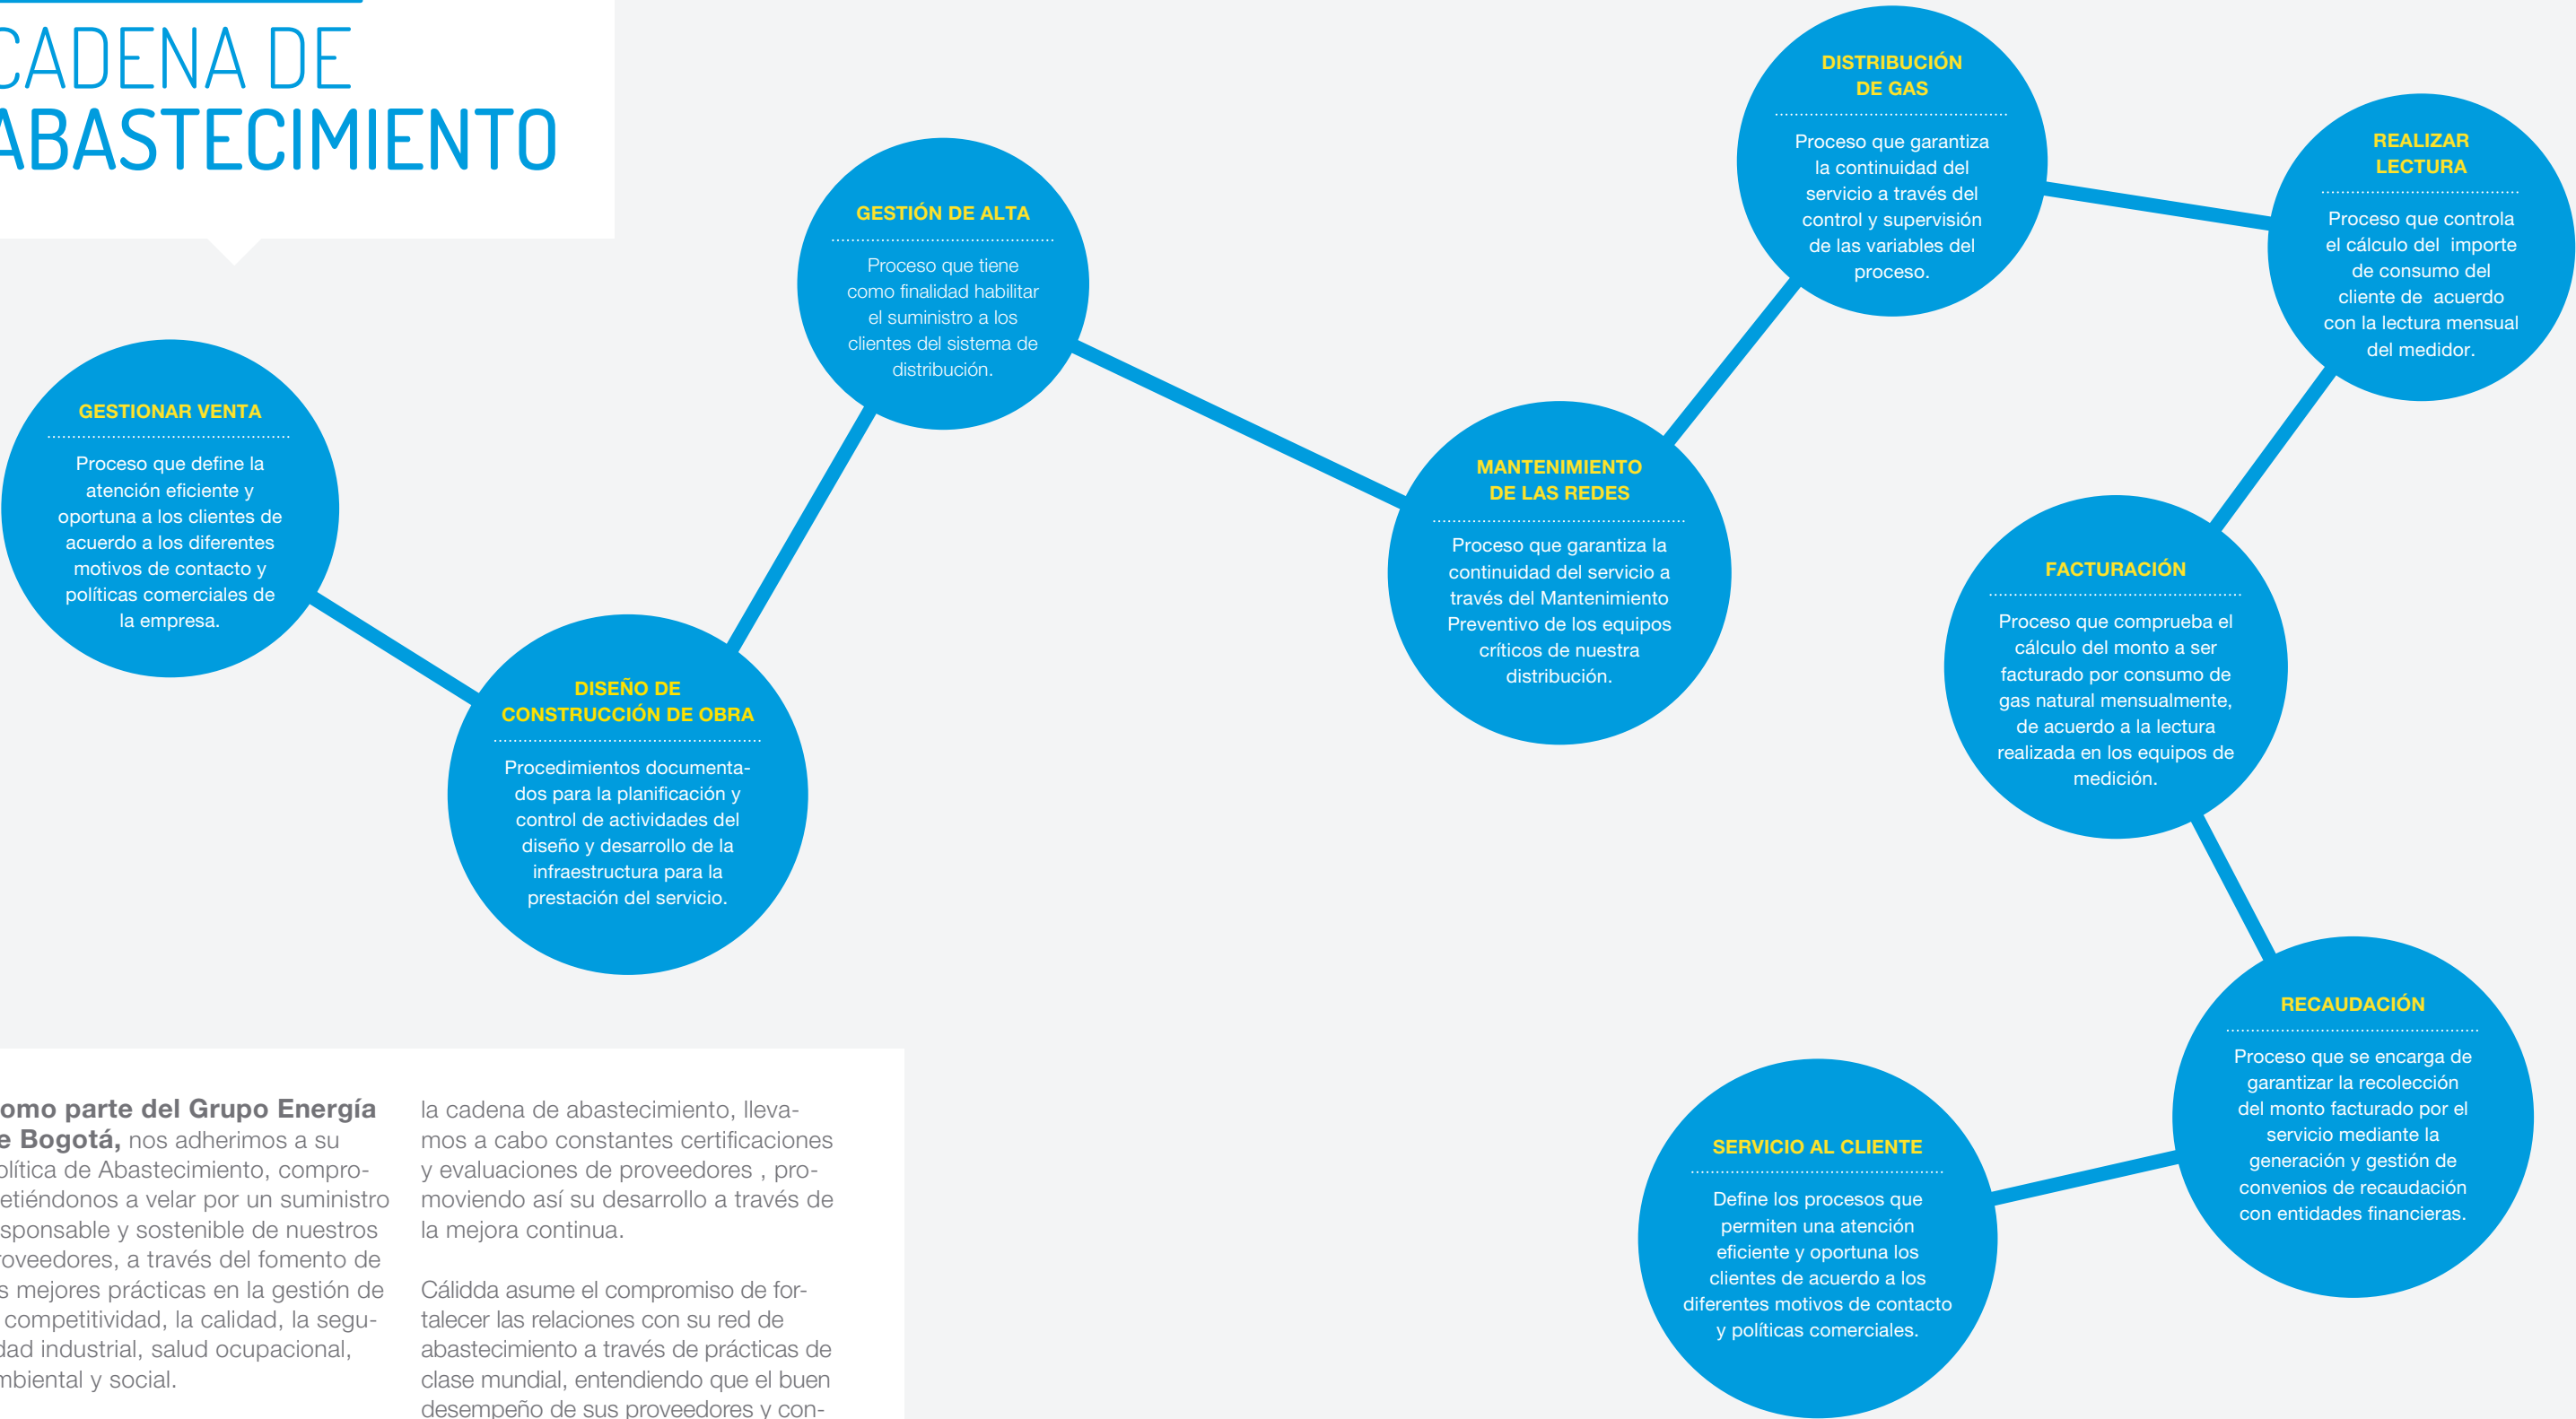 CADENA DE
ABASTECIMIENTO
GESTIONAR VENTA
Proceso que define la
atención eficiente y
oportuna a los clientes de
acuerdo a los diferentes
motivos de contacto y
políticas comerciales de
la empresa.
DISEÑO DE
CONSTRUCCIÓN DE OBRA
Procedimientos documenta-
dos para la planificación y
control de actividades del
diseño y desarrollo de la
infraestructura para la
prestación del servicio.
GESTIÓN DE ALTA
Proceso que tiene
como finalidad habilitar
el suministro a los
clientes del sistema de
distribución.
MANTENIMIENTO
DE LAS REDES
Proceso que garantiza la
continuidad del servicio a
través del Mantenimiento
Preventivo de los equipos
críticos de nuestra
distribución.
DISTRIBUCIÓN
DE GAS
Proceso que garantiza
la continuidad del
servicio a través del
control y supervisión
de las variables del
proceso.
REALIZAR
LECTURA
Proceso que controla
el cálculo del importe
de consumo del
cliente de acuerdo
con la lectura mensual
del medidor.
FACTURACIÓN
Proceso que comprueba el
cálculo del monto a ser
facturado por consumo de
gas natural mensualmente,
de acuerdo a la lectura
realizada en los equipos de
medición.
RECAUDACIÓN
Proceso que se encarga de
garantizar la recolección
del monto facturado por el
servicio mediante la
generación y gestión de
convenios de recaudación
con entidades financieras.
SERVICIO AL CLIENTE
Define los procesos que
permiten una atención
eficiente y oportuna los
clientes de acuerdo a los
diferentes motivos de contacto
y políticas comerciales.
omo parte del Grupo Energía
e Bogotá, nos adherimos a su
olítica de Abastecimiento, compro-
etiéndonos a velar por un suministro
sponsable y sostenible de nuestros
oveedores, a través del fomento de
s mejores prácticas en la gestión de
competitividad, la calidad, la segu-
dad industrial, salud ocupacional,
mbiental y social.
la cadena de abastecimiento, lleva-
mos a cabo constantes certificaciones
y evaluaciones de proveedores , pro-
moviendo así su desarrollo a través de
la mejora continua.
Cálidda asume el compromiso de for-
talecer las relaciones con su red de
abastecimiento a través de prácticas de
clase mundial, entendiendo que el buen
desempeño de sus proveedores y con-